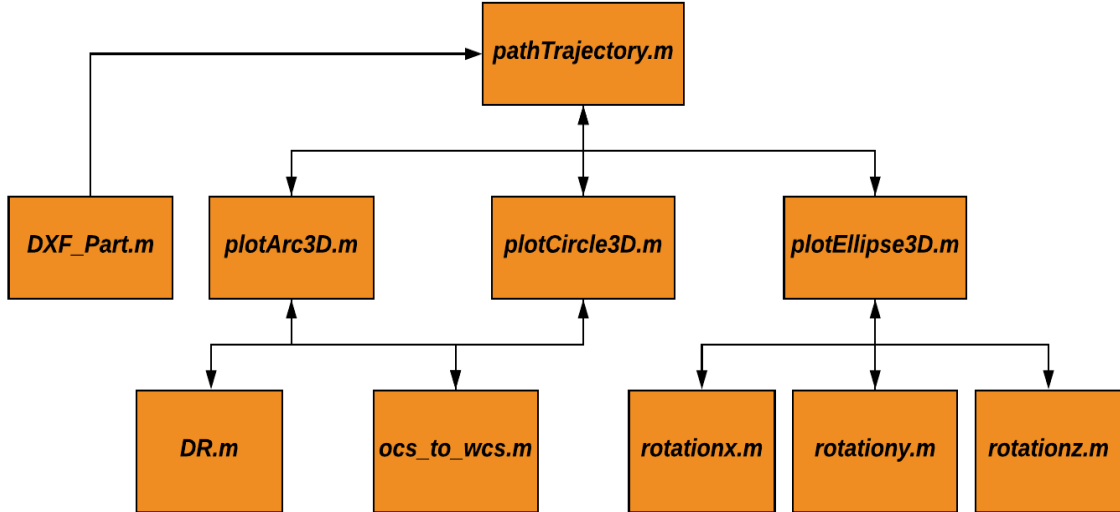 pathTrajectory.m
DXF_Part.m
plotArc3D.m
plotCircle3D.m
plotEllipse3D.m
DR.m
ocs_to_wcs.m
rotationx.m
rotationy.m
rotationz.m